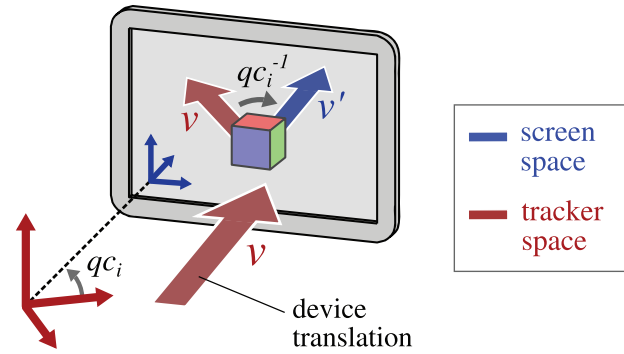 qc_i^-1
v
v'
screen
space
tracker
space
qc_i
v
device
translation